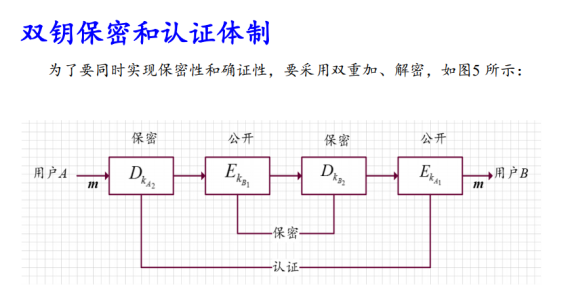 双钥保密和认证体制
为了要同时实现保密性和确证性，要采用双重加、解密，如图5 所示：
保密 公开 保密 公开
用户A m D_{k_{A_2}} E_{k_{B_1}} D_{k_{B_2}} E_{k_{A_1}} m 用户B
保密
认证